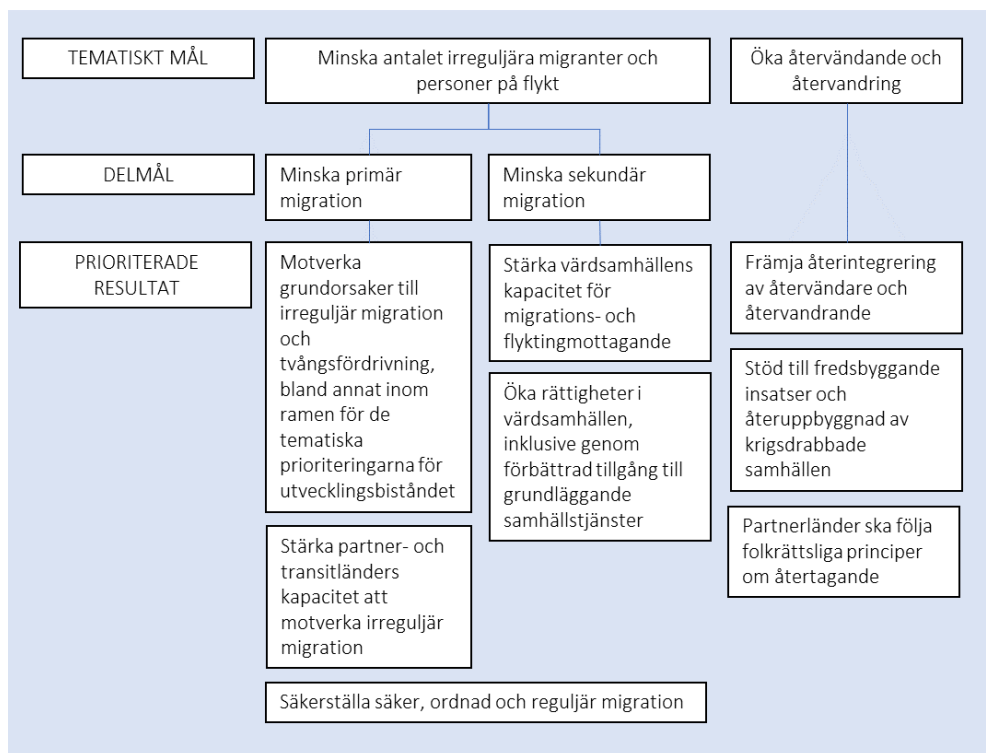 TEMATISKT MÅL
Minska antalet irreguljära migranter och
personer på flykt
Öka återvändande och
återvandring
DELMÅL
Minska primär
migration
Minska sekundär
migration
PRIORITERADE
RESULTAT
Motverka
grundorsaker till
irreguljär migration
och
tvångsfördrivning,
bland annat inom
ramen för de
tematiska
prioriteringarna för
utvecklingsbiståndet
Stärka värdsamhällens
kapacitet för
migrations- och
flyktingmottagande
Främja återintegrering
av återvändare och
återvandrande
Öka rättigheter i
värdsamhällen,
inklusive genom
förbättrad tillgång till
grundläggande
samhällstjänster
Stöd till fredsbyggande
insatser och
återuppbyggnad av
krigsdrabbade
samhällen
Stärka partner- och
transitländers
kapacitet att
motverka irreguljär
migration
Partnerländer ska följa
folkrättsliga principer
om återtagande
Säkerställa säker, ordnad och reguljär migration